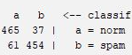 a b <-- classif
465 37 | a = norm
61 454 | b = spam